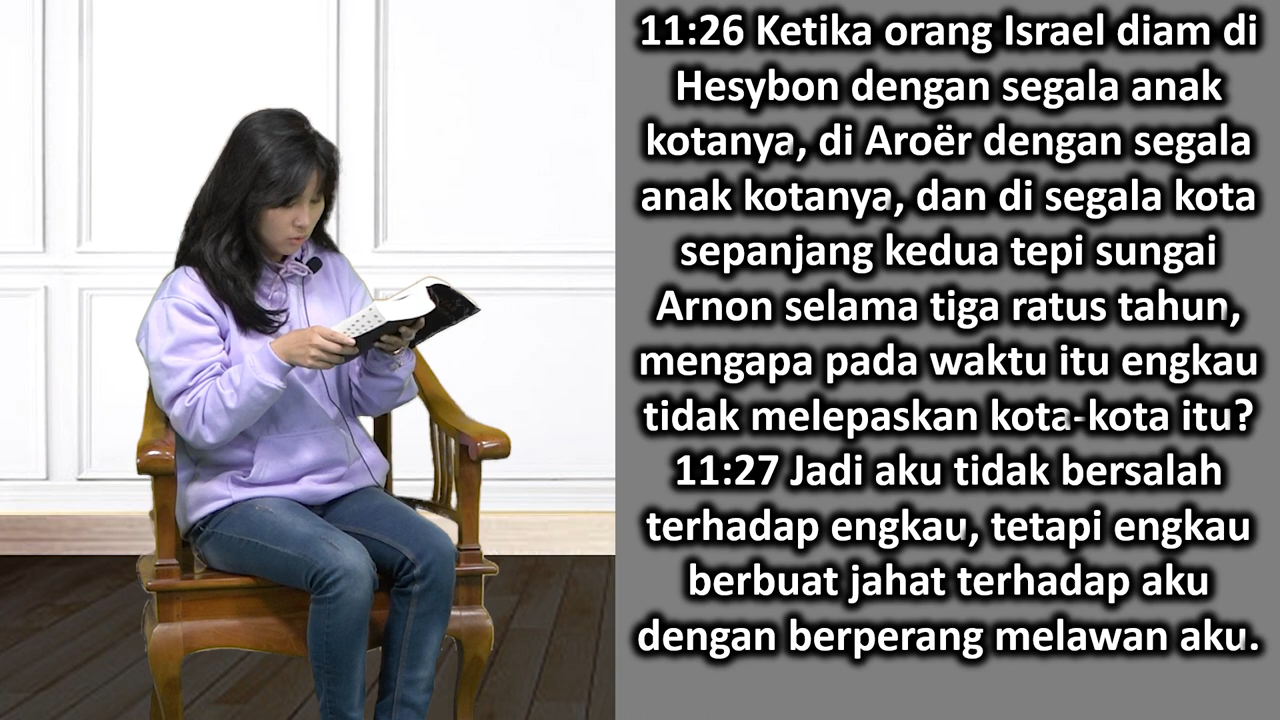 11:26 Ketika orang Israel diam di
Hesybon dengan segala anak
kotanya, di Aroër dengan segala
anak kotanya, dan di segala kota
sepanjang kedua tepi sungai
Arnon selama tiga ratus tahun,
mengapa pada waktu itu engkau
tidak melepaskan kota-kota itu?
11:27 Jadi aku tidak bersalah
terhadap engkau, tetapi engkau
berbuat jahat terhadap aku
dengan berperang melawan aku.